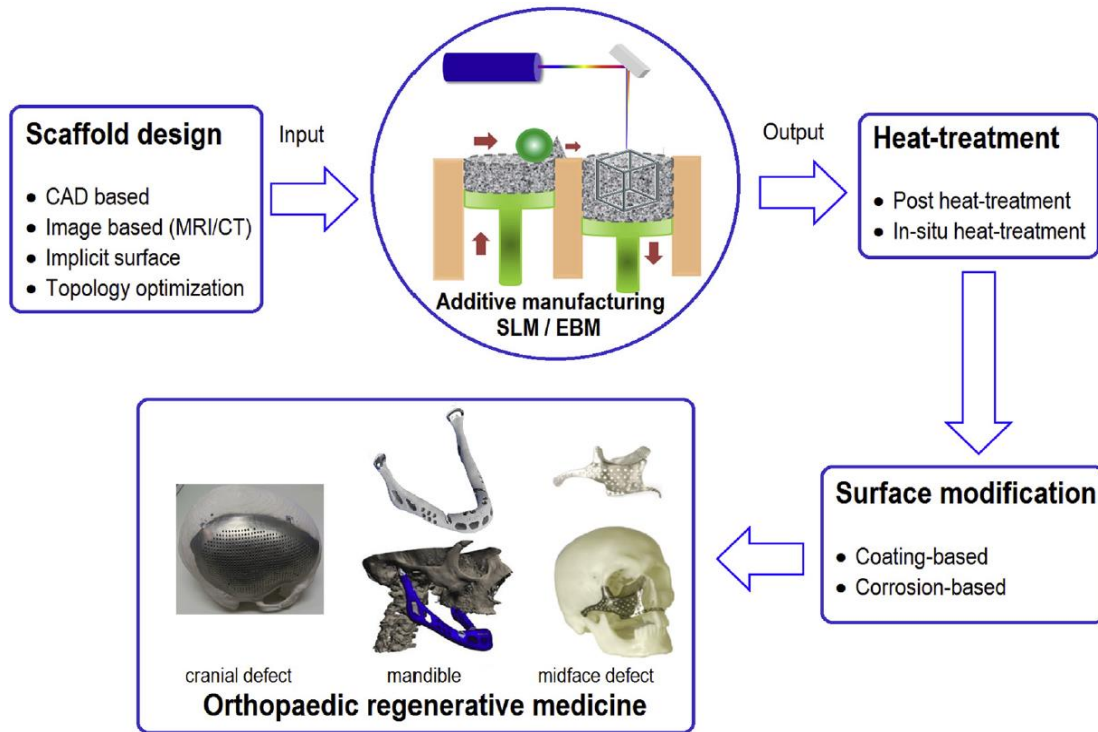 Scaffold design
● CAD based
● Image based (MRI/CT)
● Implicit surface
● Topology optimization
Input
Additive manufacturing
SLM / EBM
Output
Heat-treatment
● Post heat-treatment
● In-situ heat-treatment
Surface modification
● Coating-based
● Corrosion-based
cranial defect
mandible
midface defect
Orthopaedic regenerative medicine